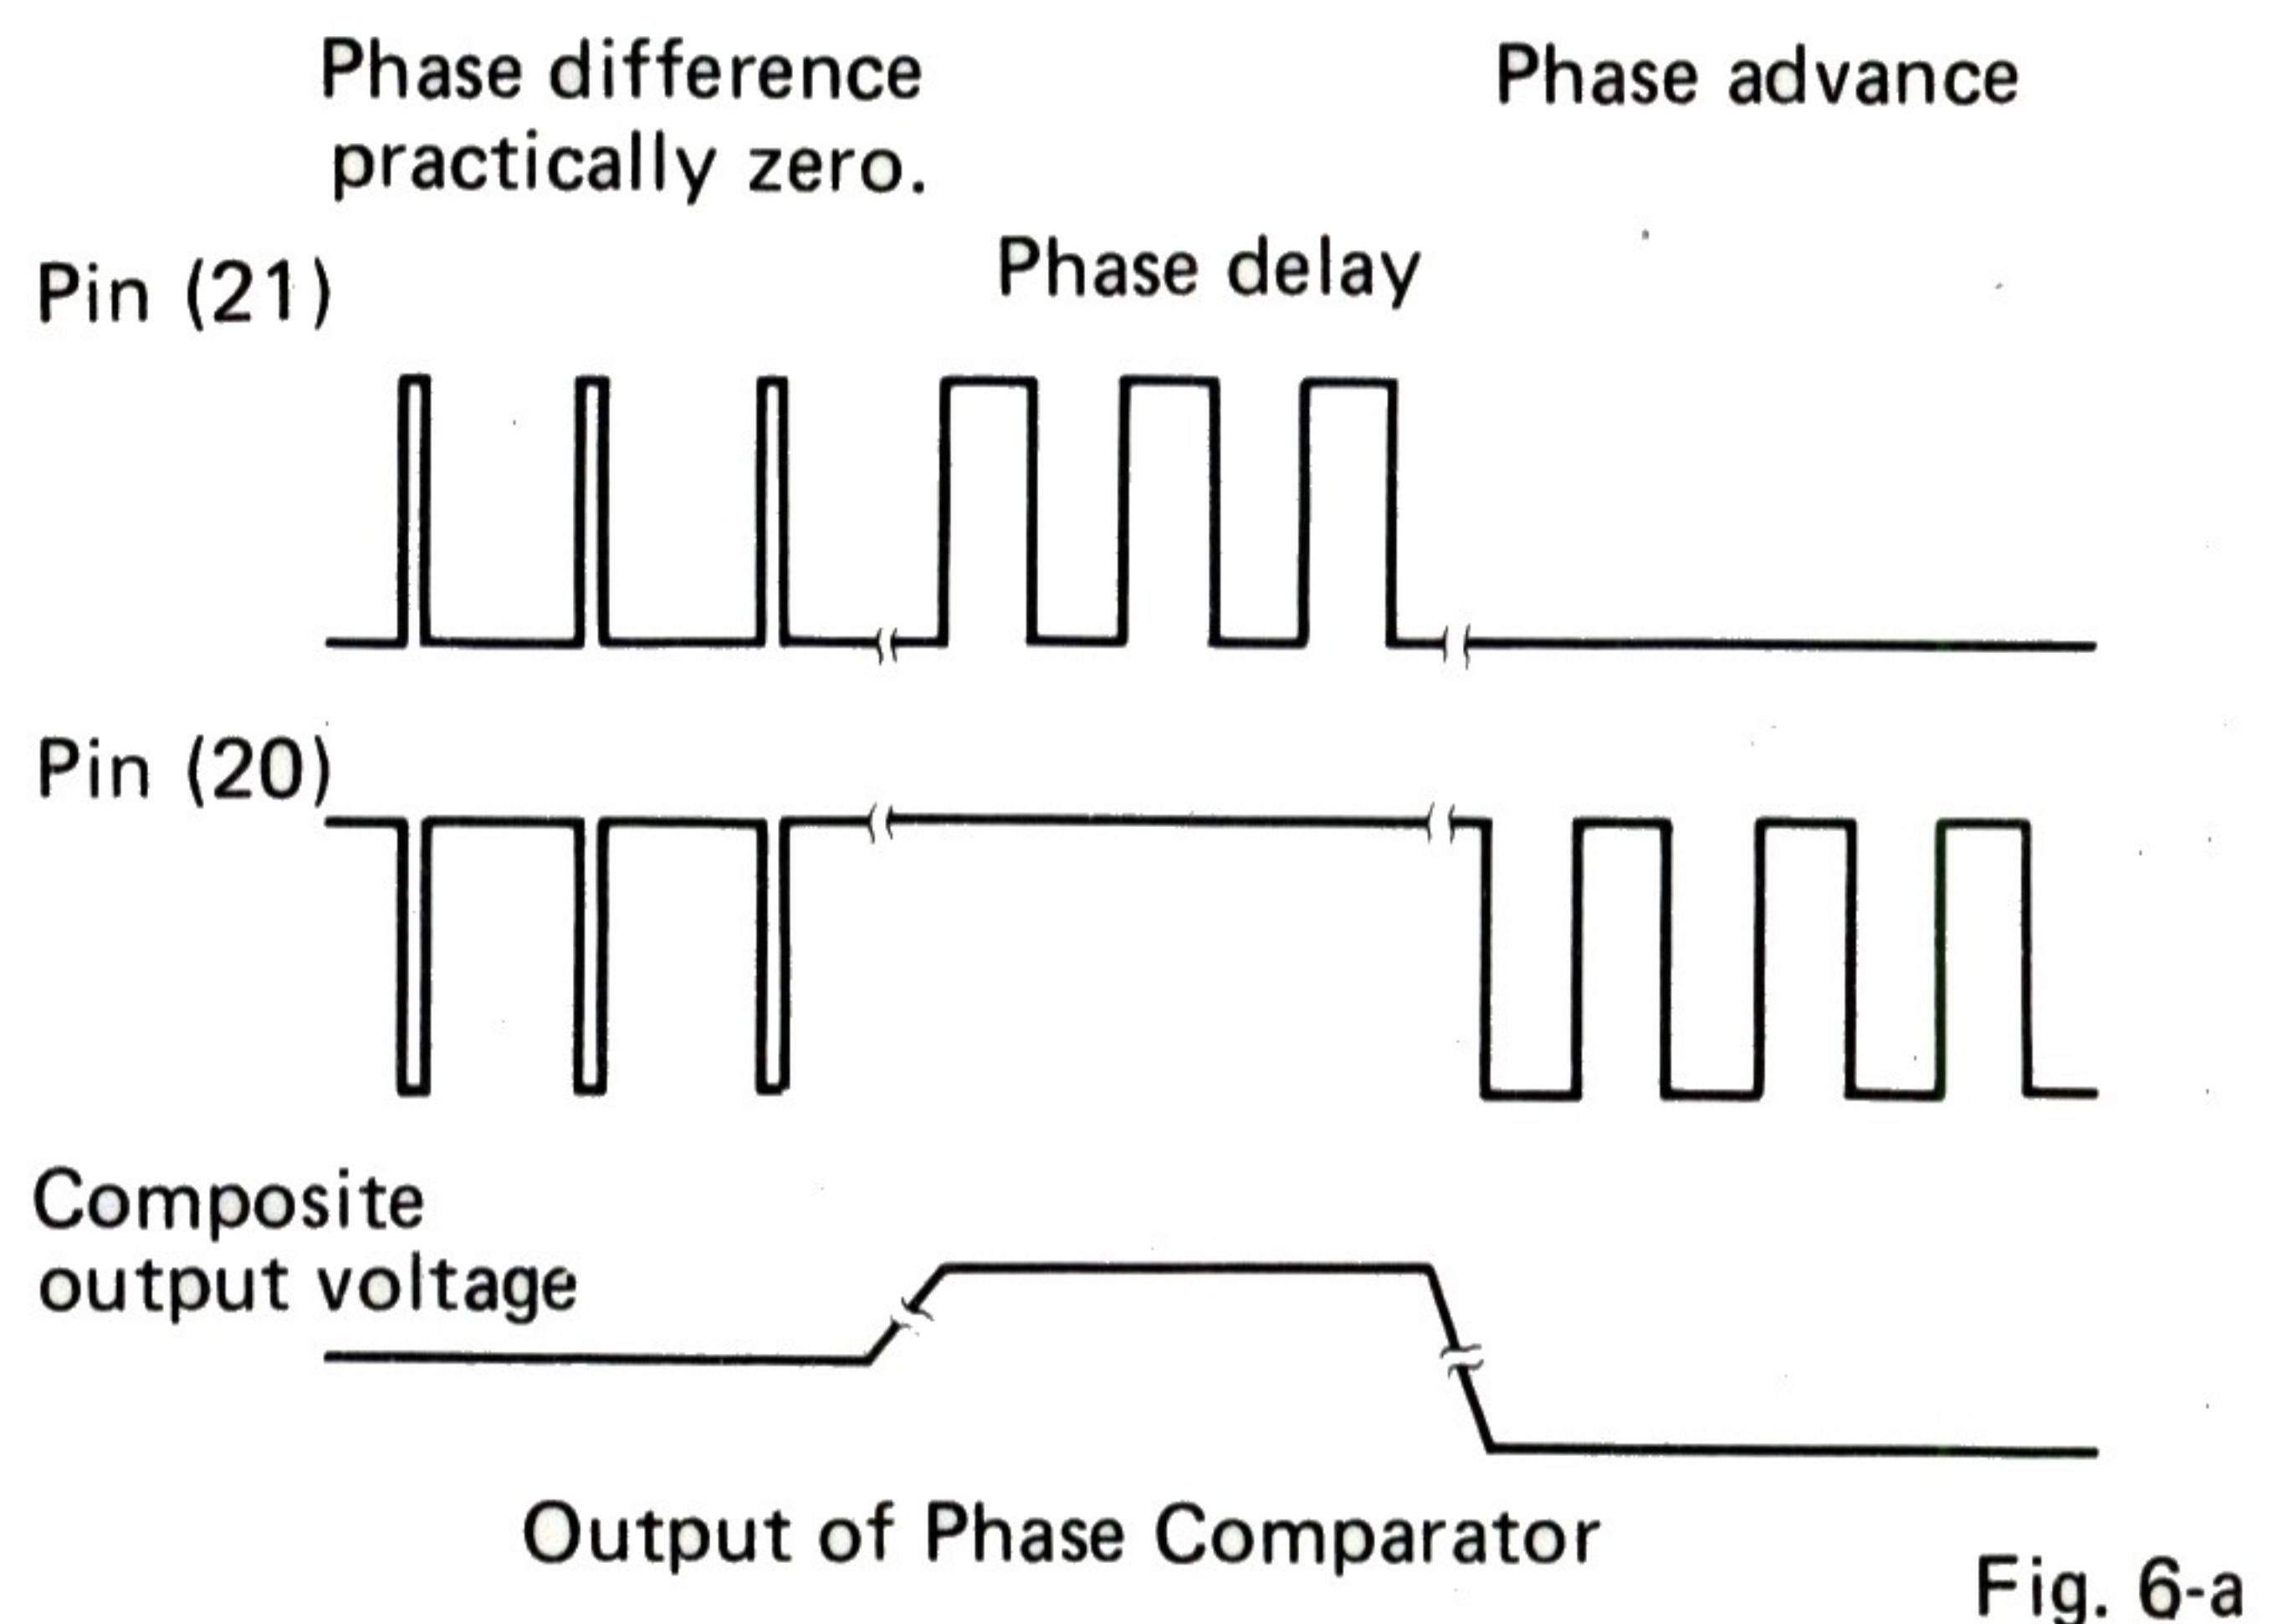 Phase difference
practically zero.
Phase advance
Phase delay
Pin (21)
Pin (20)
Composite
output voltage
Output of Phase Comparator
Fig. 6-a